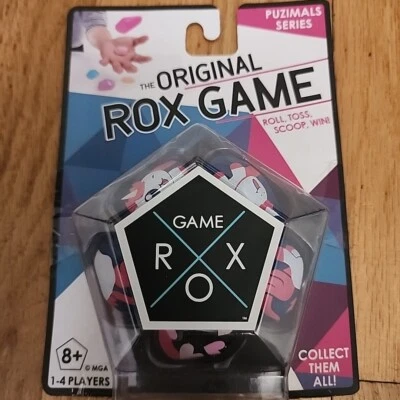 PUZIMALS
SERIES
THE ORIGINAL
ROX GAME
ROLL, TOSS,
SCOOP, WIN!
GAME
R X
O
TM
8+
© MGA
1-4 PLAYERS
COLLECT
THEM
ALL!